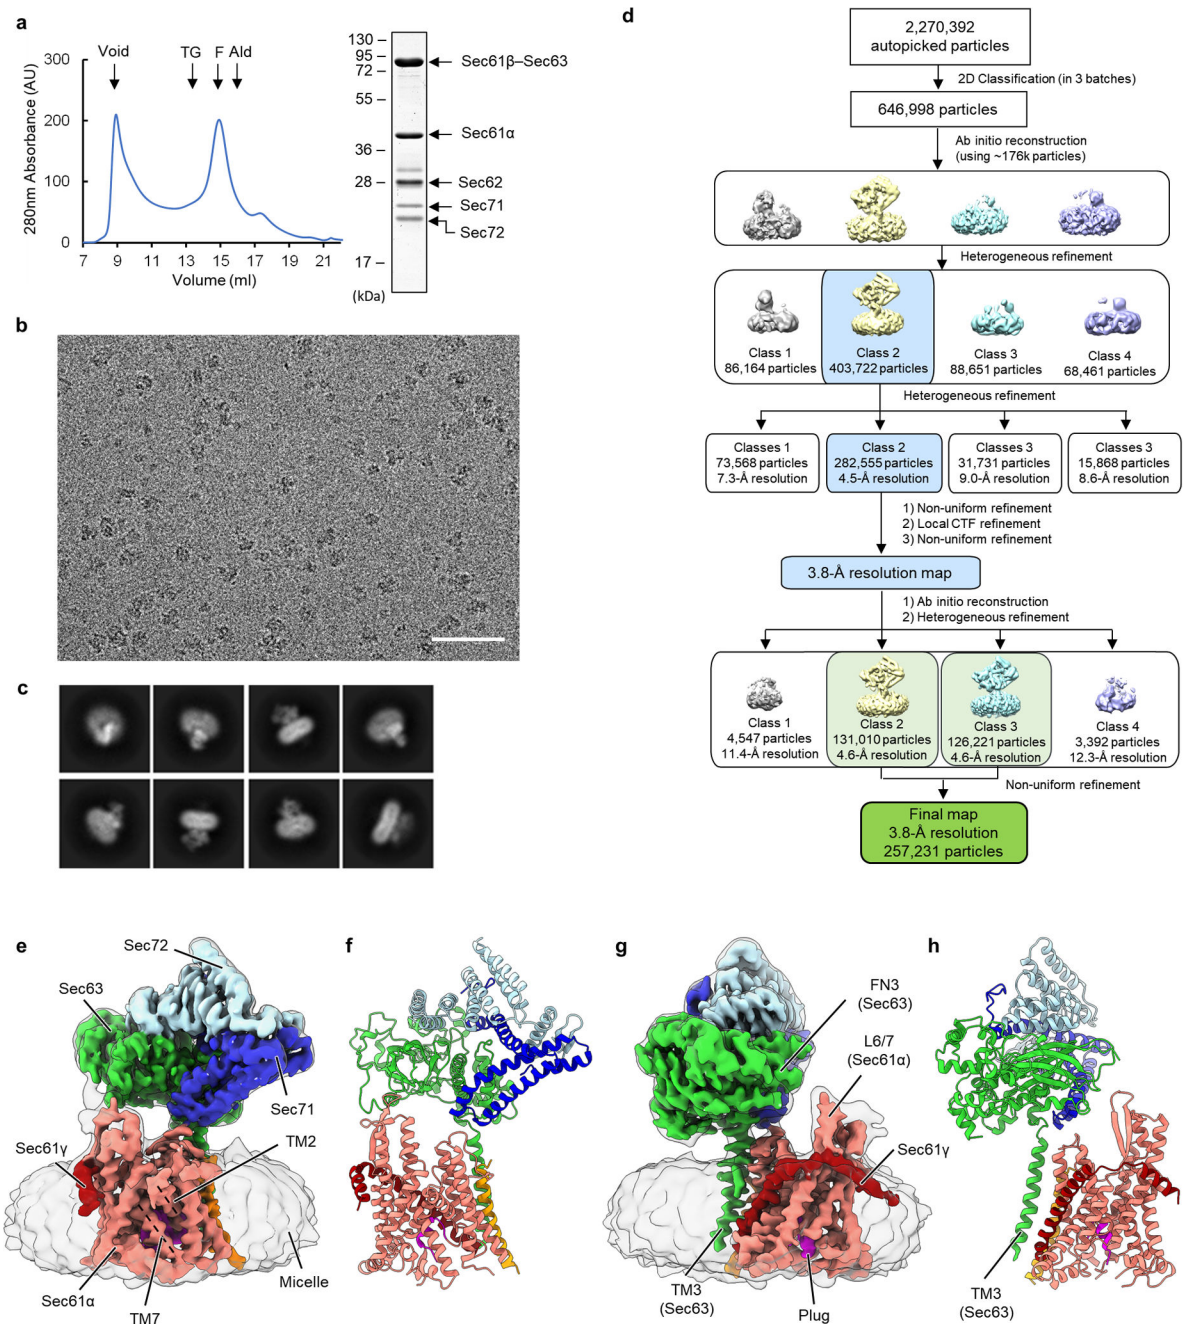 a
Void
TG
F
Ald
300
200
100
0
280nm Absorbance (AU)
7
9
11
13
15
17
19
21
Volume (ml)
130
95
72
55
36
28
17
(kDa)
Sec61β–Sec63
Sec61α
Sec62
Sec71
Sec72
b
c
d
2,270,392
autopicked particles
2D Classification (in 3 batches)
646,998 particles
Ab initio reconstruction
(using ~176k particles)
Heterogeneous refinement
Class 1
86,164 particles
Class 2
403,722 particles
Class 3
88,651 particles
Class 4
68,461 particles
Heterogeneous refinement
Classes 1
73,568 particles
7.3-Å resolution
Class 2
282,555 particles
4.5-Å resolution
Classes 3
31,731 particles
9.0-Å resolution
Classes 3
15,868 particles
8.6-Å resolution
1) Non-uniform refinement
2) Local CTF refinement
3) Non-uniform refinement
3.8-Å resolution map
1) Ab initio reconstruction
2) Heterogeneous refinement
Class 1
4,547 particles
11.4-Å resolution
Class 2
131,010 particles
4.6-Å resolution
Class 3
126,221 particles
4.6-Å resolution
Class 4
3,392 particles
12.3-Å resolution
Non-uniform refinement
Final map
3.8-Å resolution
257,231 particles
e
Sec72
Sec63
Sec71
Sec61γ
TM2
Sec61α
TM7
Micelle
f
g
FN3
(Sec63)
L6/7
(Sec61α)
Sec61γ
TM3
(Sec63)
Plug
h
TM3
(Sec63)